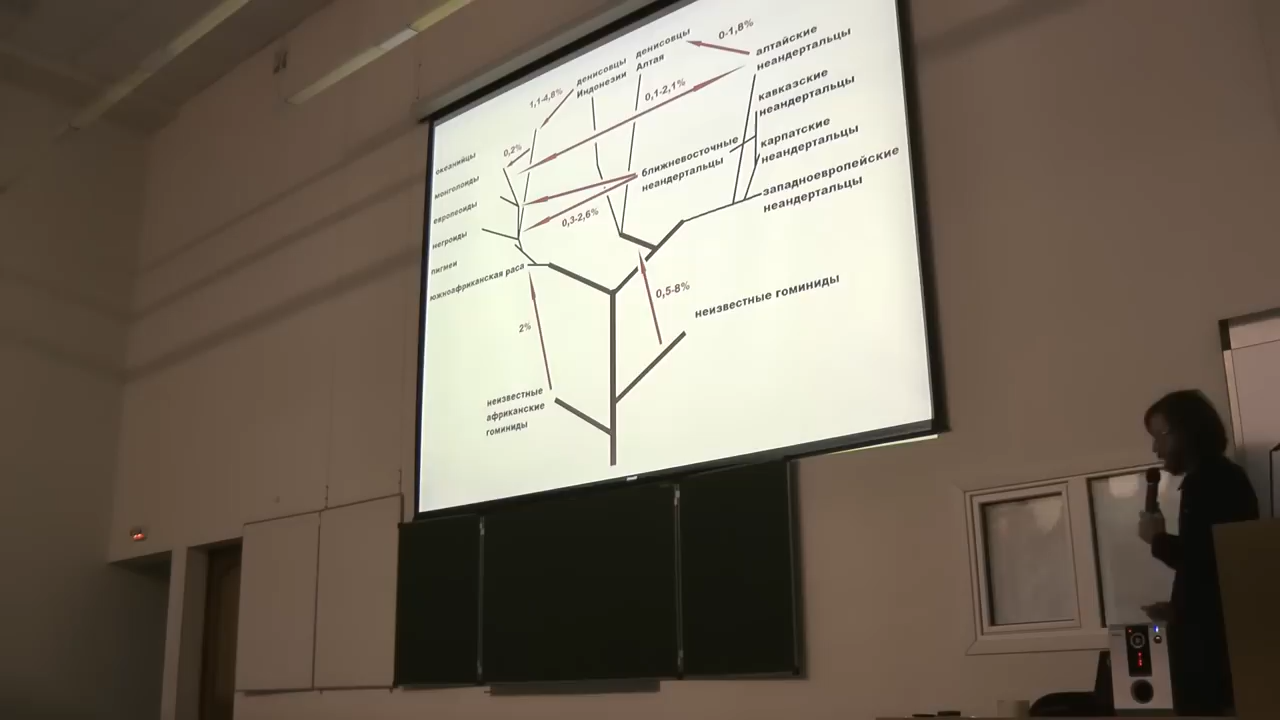 денисовцы
Алтая
0-1,8%
алтайские
неандертальцы
денисовцы
Индонезии
1,1-4,8%
0,1-2,1%
кавказские
неандертальцы
0,2%
карпатские
неандертальцы
ближневосточные
неандертальцы
западноевропейские
неандертальцы
0,3-2,6%
океанийцы
монголоиды
европеоиды
негроиды
пигмеи
южноафриканская раса
0,5-8%
неизвестные гоминиды
2%
неизвестные
африканские
гоминиды